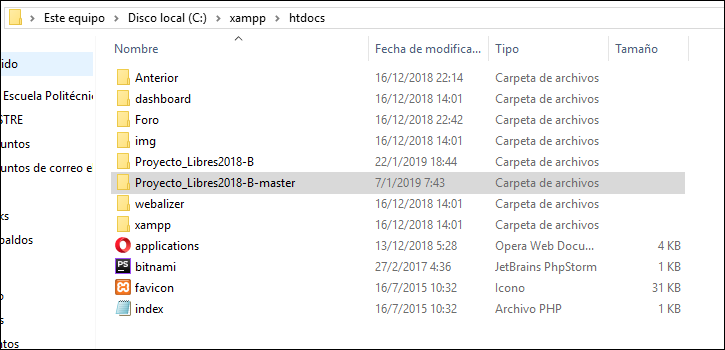 Este equipo > Disco local (C:) > xampp > htdocs
Nombre Fecha de modifica... Tipo Tamaño
ido
Escuela Politécnic
STRE
untos
untos de correo e
xs
paldos
s
s
ntos
Anterior 16/12/2018 22:14 Carpeta de archivos
dashboard 16/12/2018 14:01 Carpeta de archivos
Foro 16/12/2018 22:42 Carpeta de archivos
img 16/12/2018 14:01 Carpeta de archivos
Proyecto_Libres2018-B 22/1/2019 18:44 Carpeta de archivos
Proyecto_Libres2018-B-master 7/1/2019 7:43 Carpeta de archivos
webalizer 16/12/2018 14:01 Carpeta de archivos
xampp 16/12/2018 14:01 Carpeta de archivos
applications 13/12/2018 5:28 Opera Web Docu... 4 KB
bitnami 27/2/2017 4:36 JetBrains PhpStorm 1 KB
favicon 16/7/2015 10:32 Icono 31 KB
index 16/7/2015 10:32 Archivo PHP 1 KB